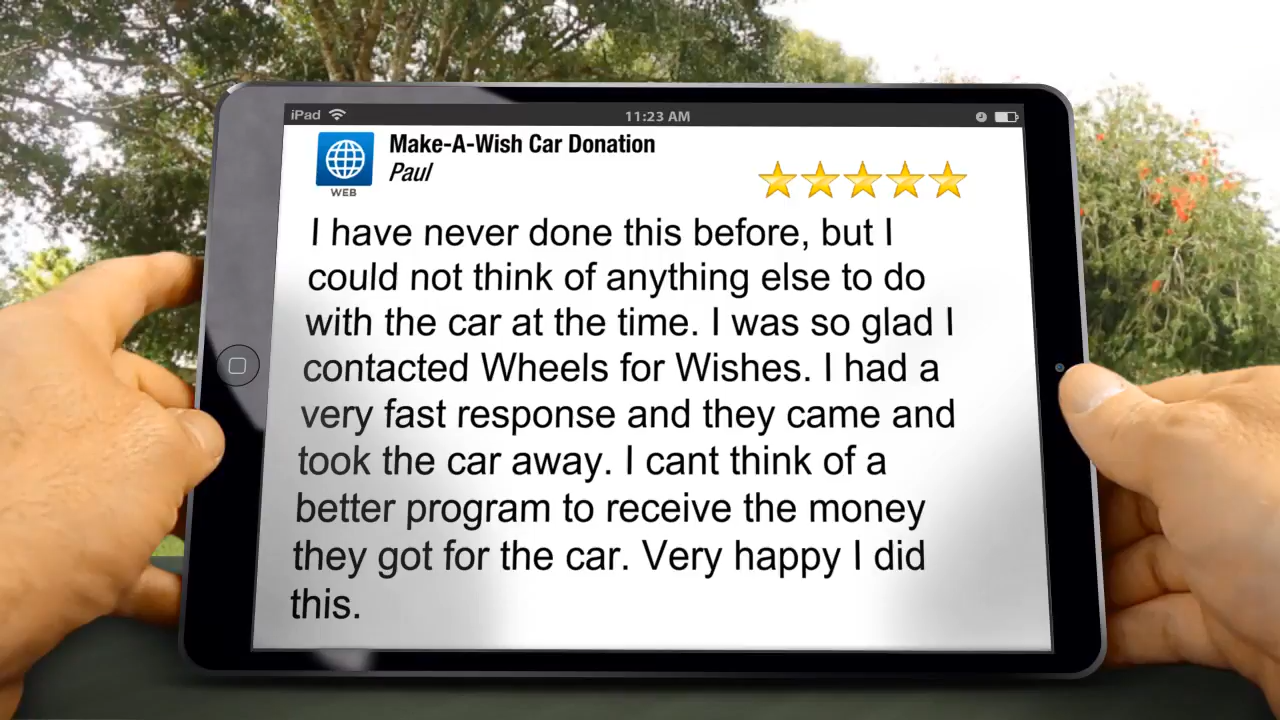 iPad
11:23 AM
Make-A-Wish Car Donation
Paul
WEB
I have never done this before, but I
could not think of anything else to do
with the car at the time. I was so glad I
contacted Wheels for Wishes. I had a
very fast response and they came and
took the car away. I cant think of a
better program to receive the money
they got for the car. Very happy I did
this.